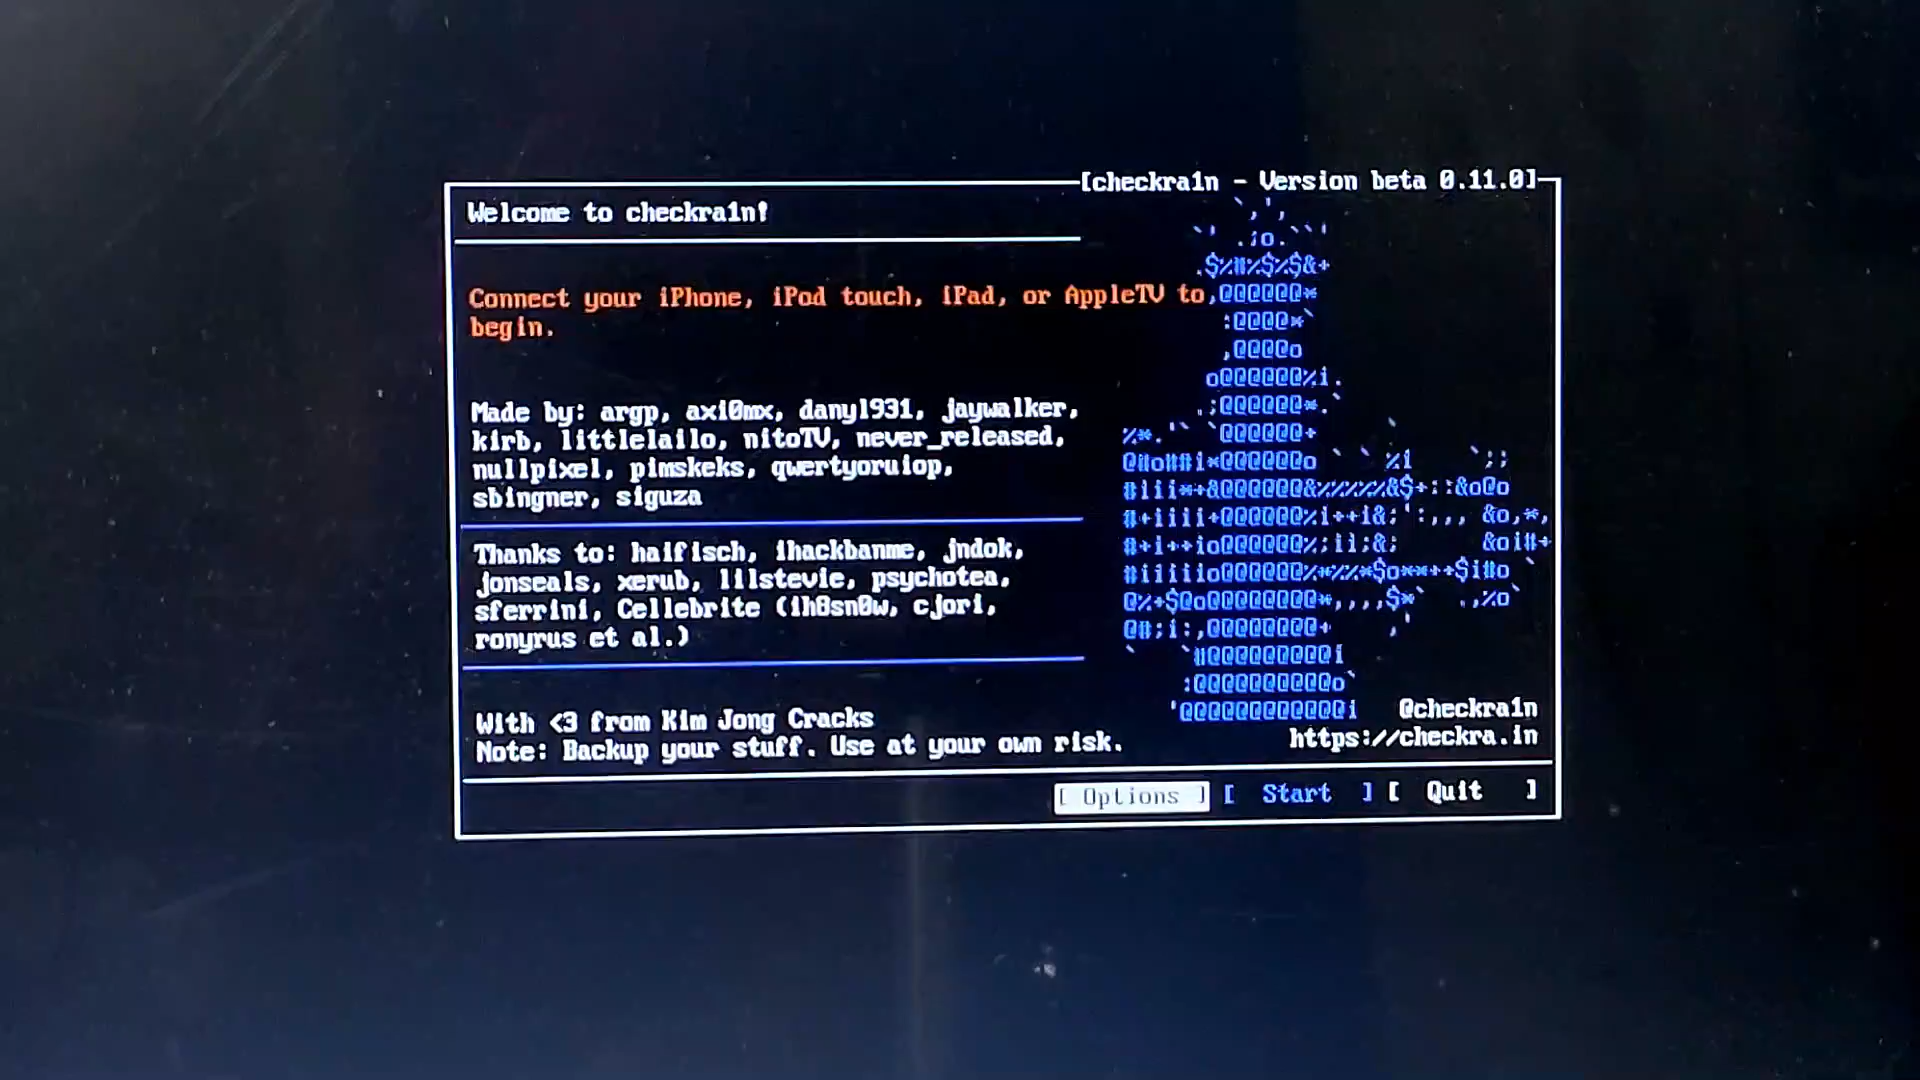 [checkra1n - Version beta 0.11.0]
Welcome to checkra1n!
Connect your iPhone, iPod touch, iPad, or AppleTV to
begin.
Made by: argp, axi0mx, danyl931, jaywalker,
kirb, littlelailo, nitoTV, never_released,
nullpixel, pimskeks, qwertyoruiop,
sbingner, siguza
Thanks to: haifisch, ihackbanme, jndok,
jonseals, xerub, lilstevie, psychotea,
sferrini, Cellebrite (ih8sn0w, cjori,
ronyrus et al.)
With <3 from Kim Jong Cracks
Note: Backup your stuff. Use at your own risk.
@checkra1n
https://checkra.in
[ Options ] [ Start ] [ Quit ]